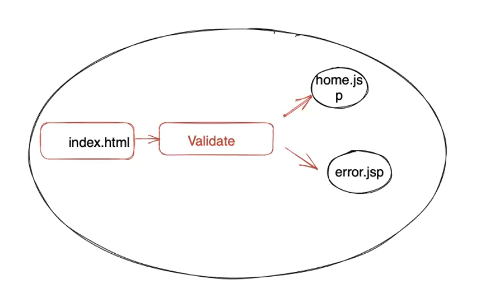 home.js
p
index.html
Validate
error.jsp